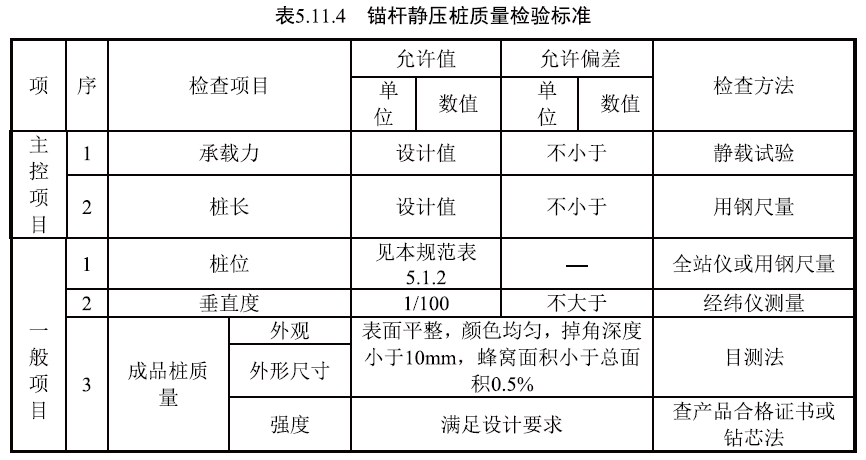 表5.11.4 锚杆静压桩质量检验标准
项 序 检查项目 允许值 允许偏差 检查方法
单位 数值 单位 数值
主控项目
1 承载力 设计值 不小于 静载试验
2 桩长 设计值 不小于 用钢尺量
一般项目
1 桩位 见本规范表
5.1.2
— 全站仪或用钢尺量
2 垂直度 1/100 不大于 经纬仪测量
3 成品桩质
量
外观
外形尺寸
表面平整，颜色均匀，掉角深度
小于10mm，蜂窝面积小于总面
积0.5%
目测法
强度 满足设计要求 查产品合格证书或
钻芯法